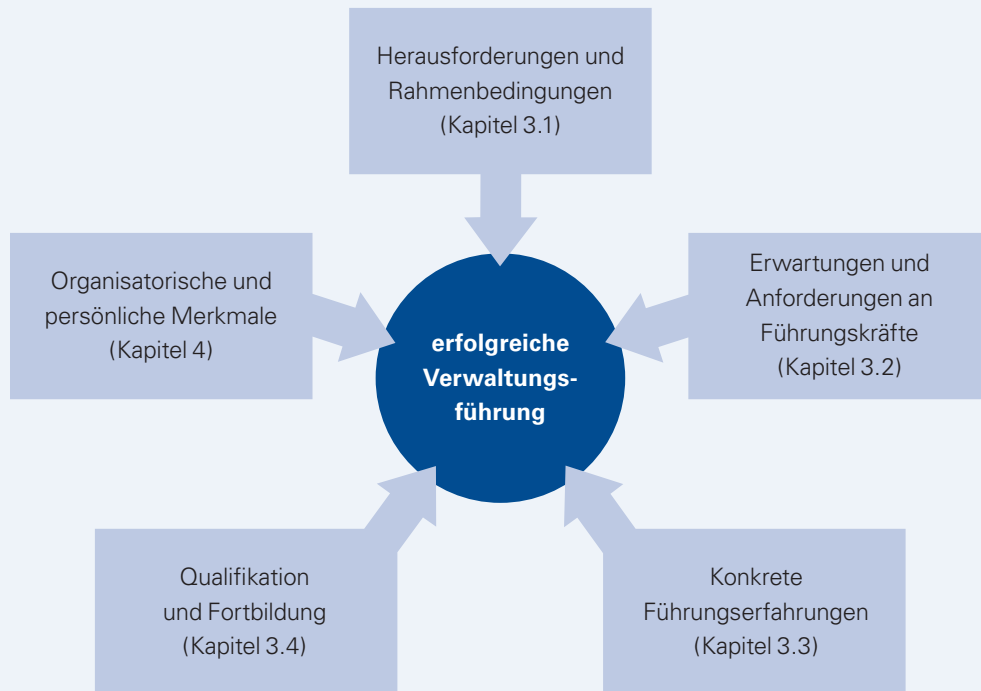 Herausforderungen und
Rahmenbedingungen
(Kapitel 3.1)
Organisatorische und
persönliche Merkmale
(Kapitel 4)
Erwartungen und
Anforderungen an
Führungskräfte
(Kapitel 3.2)
erfolgreiche
Verwaltungs-
führung
Qualifikation
und Fortbildung
(Kapitel 3.4)
Konkrete
Führungserfahrungen
(Kapitel 3.3)